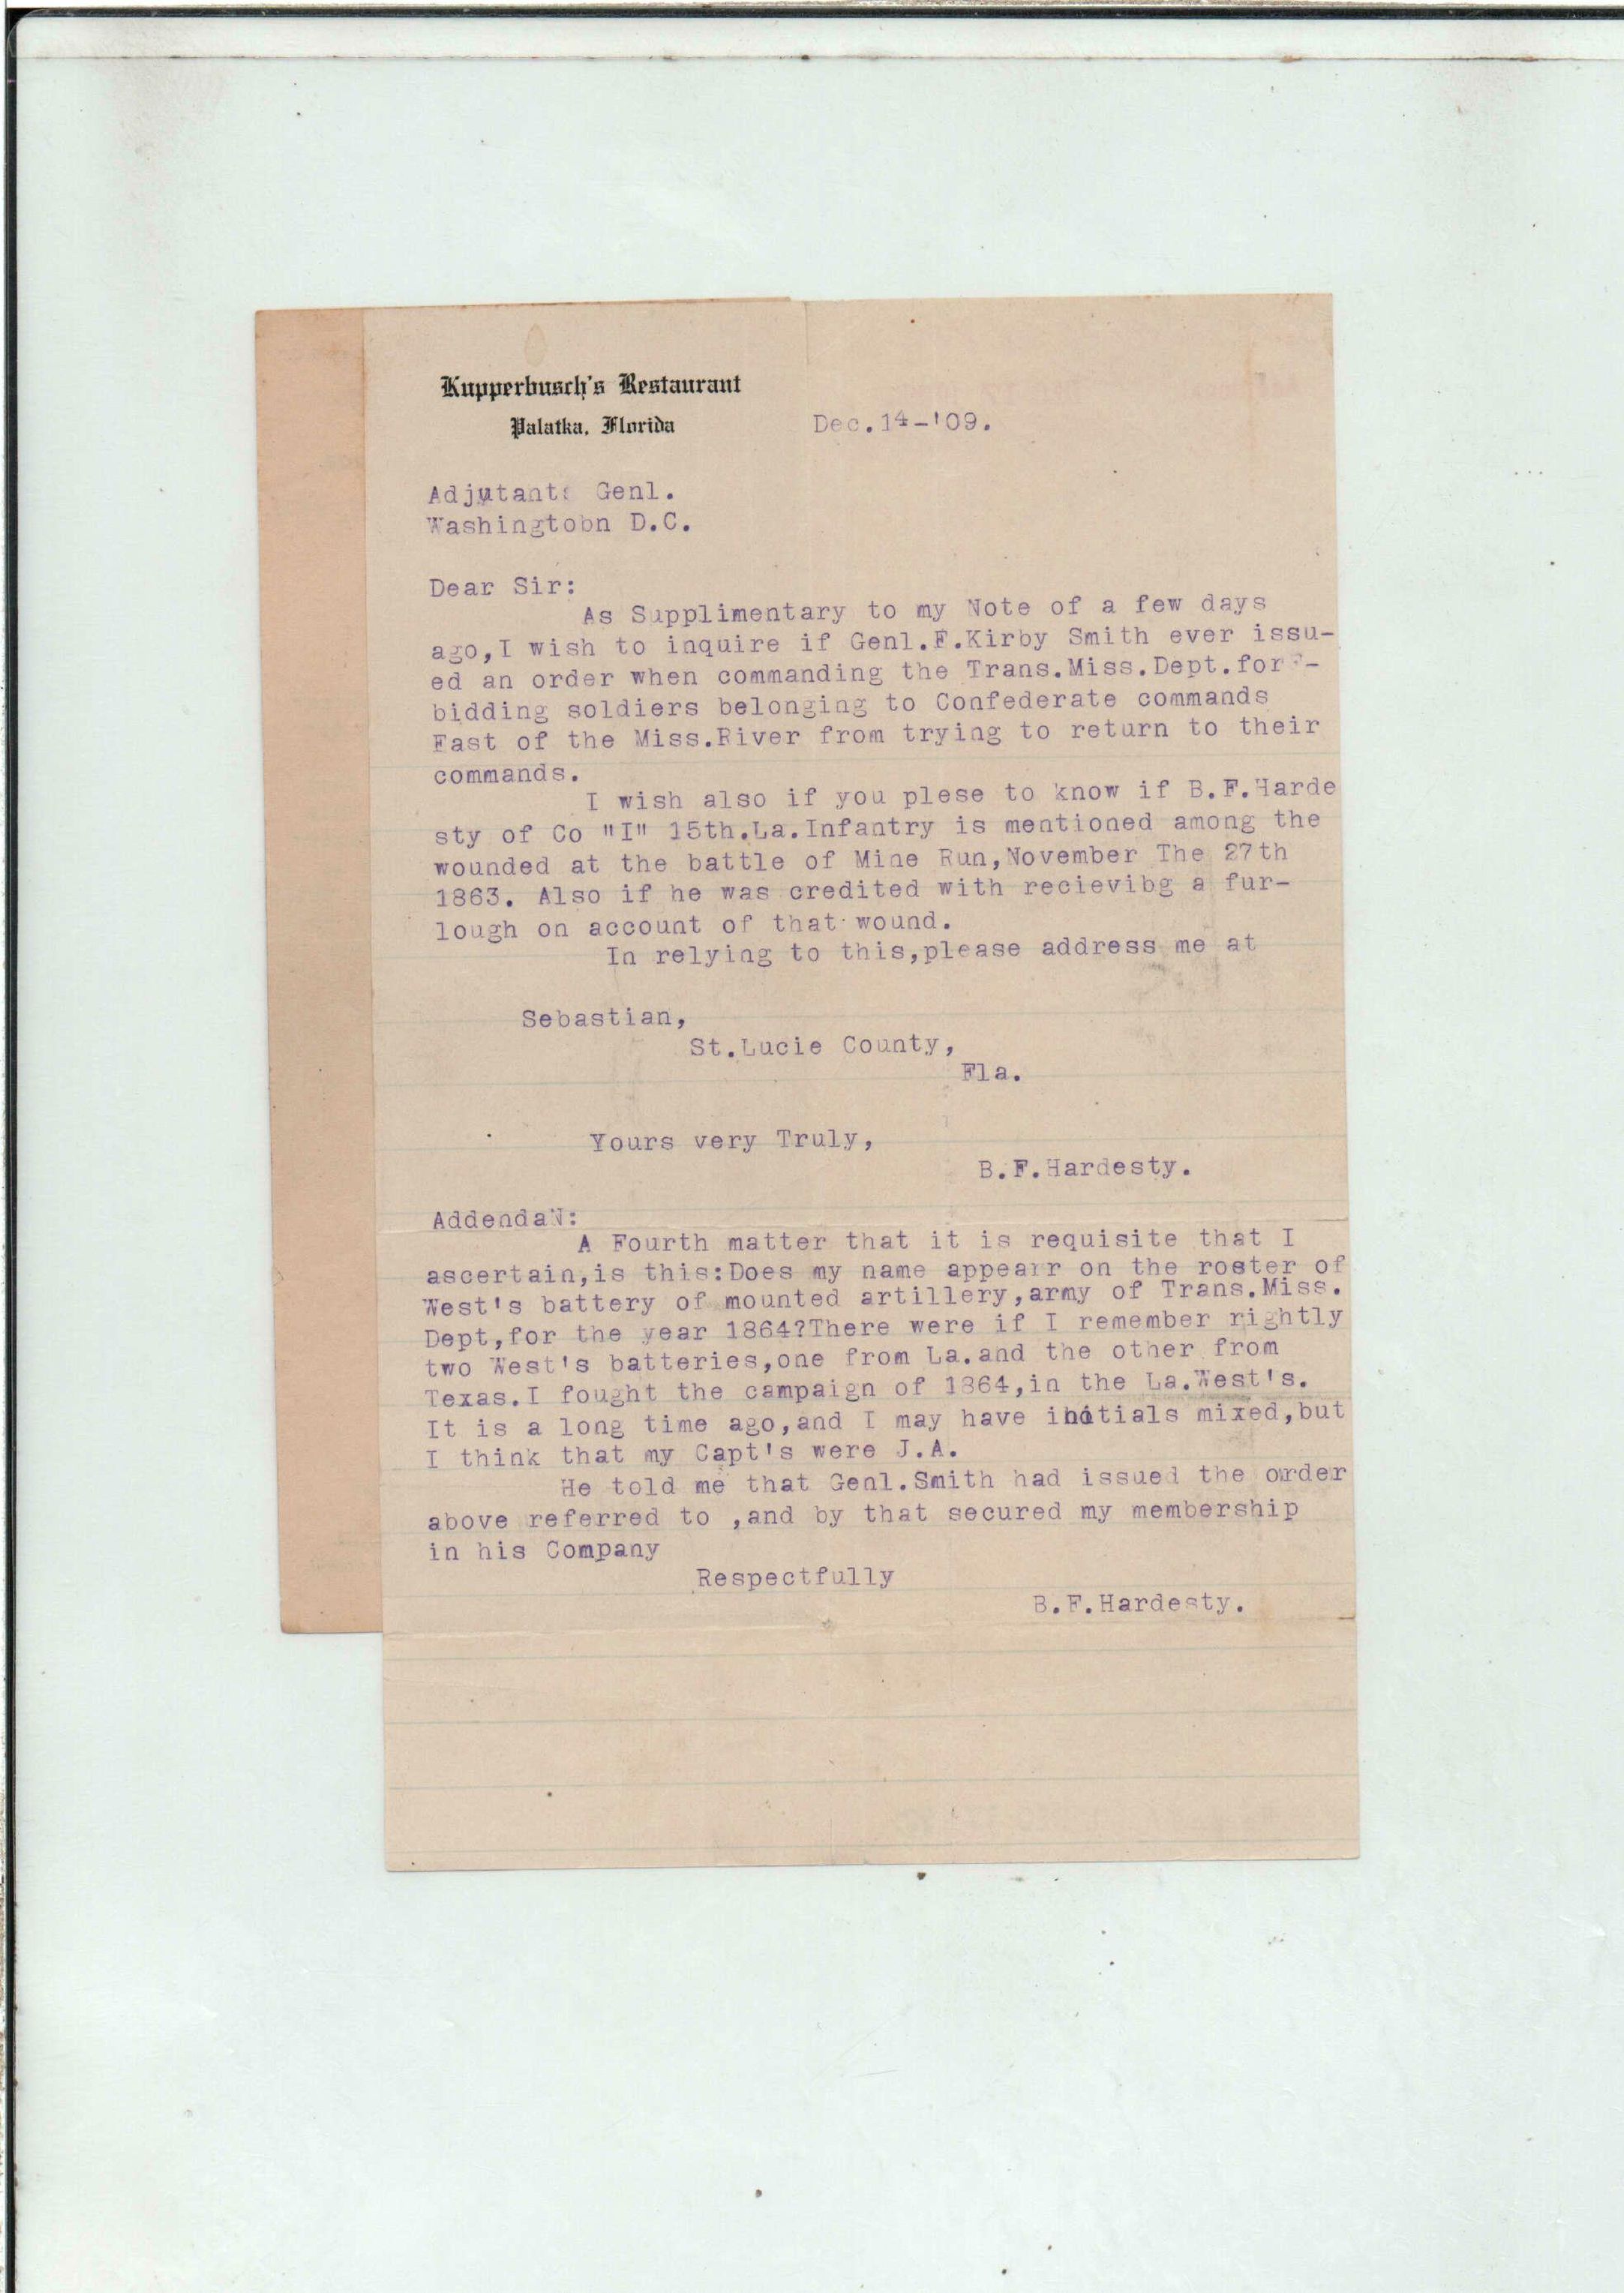 Kupperbusch's Restaurant
Palatka, Florida
Dec.14-'09.
Adjutant Genl.
Washingtobn D.C.
Dear Sir:
As Supplimentary to my Note of a few days
ago,I wish to inquire if Genl.E.Kirby Smith ever issu-
ed an order when commanding the Trans.Miss.Dept.for-
bidding soldiers belonging to Confederate commands
East of the Miss.River from trying to return to their
commands.
I wish also if you plese to know if B.F.Harde
sty of Co "I" 15th.La.Infantry is mentioned among the
wounded at the battle of Mine Run,November The 27th
1863. Also if he was credited with recievibg a fur-
lough on account of that wound.
In relying to this,please address me at
Sebastian,
St.Lucie County,
Fla.
Yours very Truly,
B.F.Hardesty.
AddendaN:
A Fourth matter that it is requisite that I
ascertain,is this:Does my name appearr on the roster of
West's battery of mounted artillery,army of Trans.Miss.
Dept,for the year 1864?There were if I remember rightly
two West's batteries,one from La.and the other from
Texas.I fought the campaign of 1864,in the La.West's.
It is a long time ago,and I may have initials mixed,but
I think that my Capt's were J.A.
He told me that Genl.Smith had issued the order
above referred to ,and by that secured my membership
in his Company
Respectfully
B.F.Hardesty.